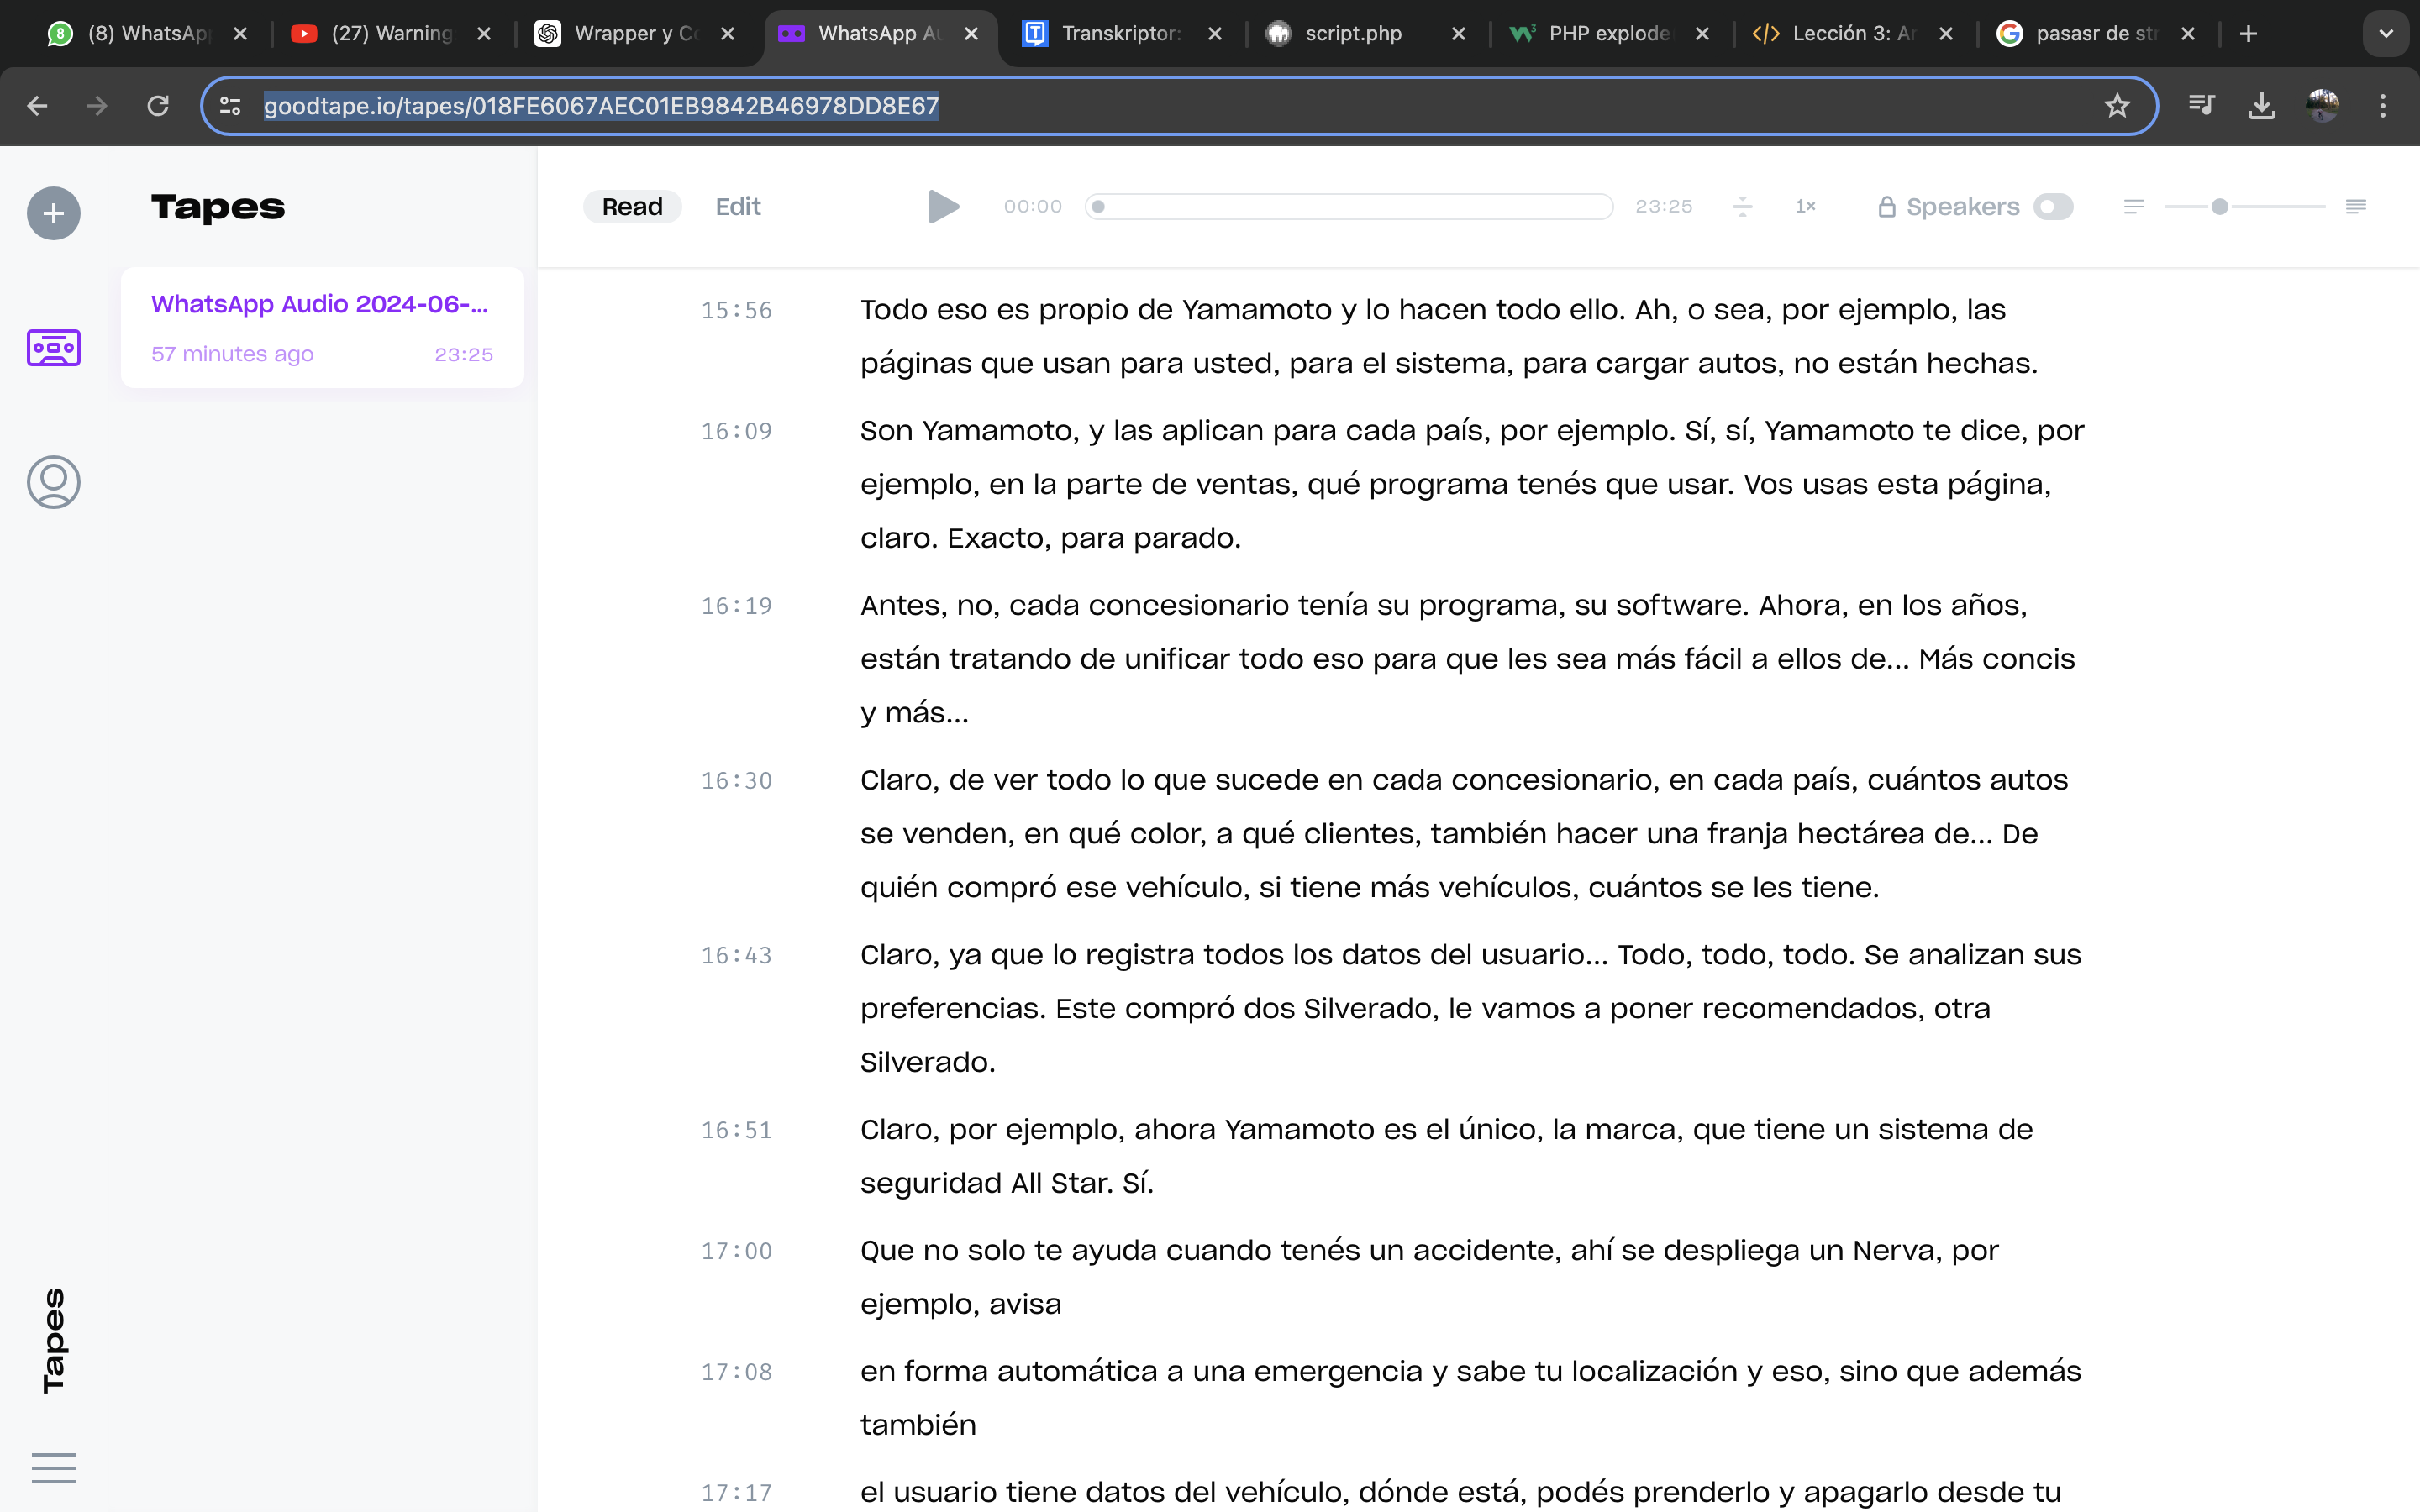 (8) WhatsApp
(27) Warning
Wrapper y Co
WhatsApp Au
Transkriptor:
script.php
PHP explode
Lección 3: Ar
pasasr de str
goodtape.io/tapes/018FE6067AEC01EB9842B46978DD8E67
Tapes
Read
Edit
00:00
23:25
1×
Speakers
WhatsApp Audio 2024-06-...
57 minutes ago
23:25
15:56
Todo eso es propio de Yamamoto y lo hacen todo ello. Ah, o sea, por ejemplo, las
páginas que usan para usted, para el sistema, para cargar autos, no están hechas.
16:09
Son Yamamoto, y las aplican para cada país, por ejemplo. Sí, sí, Yamamoto te dice, por
ejemplo, en la parte de ventas, qué programa tenés que usar. Vos usas esta página,
claro. Exacto, para parado.
16:19
Antes, no, cada concesionario tenía su programa, su software. Ahora, en los años,
están tratando de unificar todo eso para que les sea más fácil a ellos de... Más concis
y más...
16:30
Claro, de ver todo lo que sucede en cada concesionario, en cada país, cuántos autos
se venden, en qué color, a qué clientes, también hacer una franja hectárea de... De
quién compró ese vehículo, si tiene más vehículos, cuántos se les tiene.
16:43
Claro, ya que lo registra todos los datos del usuario... Todo, todo, todo. Se analizan sus
preferencias. Este compró dos Silverado, le vamos a poner recomendados, otra
Silverado.
16:51
Claro, por ejemplo, ahora Yamamoto es el único, la marca, que tiene un sistema de
seguridad All Star. Sí.
17:00
Que no solo te ayuda cuando tenés un accidente, ahí se despliega un Nerva, por
ejemplo, avisa
17:08
en forma automática a una emergencia y sabe tu localización y eso, sino que además
también
17:17
el usuario tiene datos del vehículo, dónde está, podés prenderlo y apagarlo desde tu
Tapes